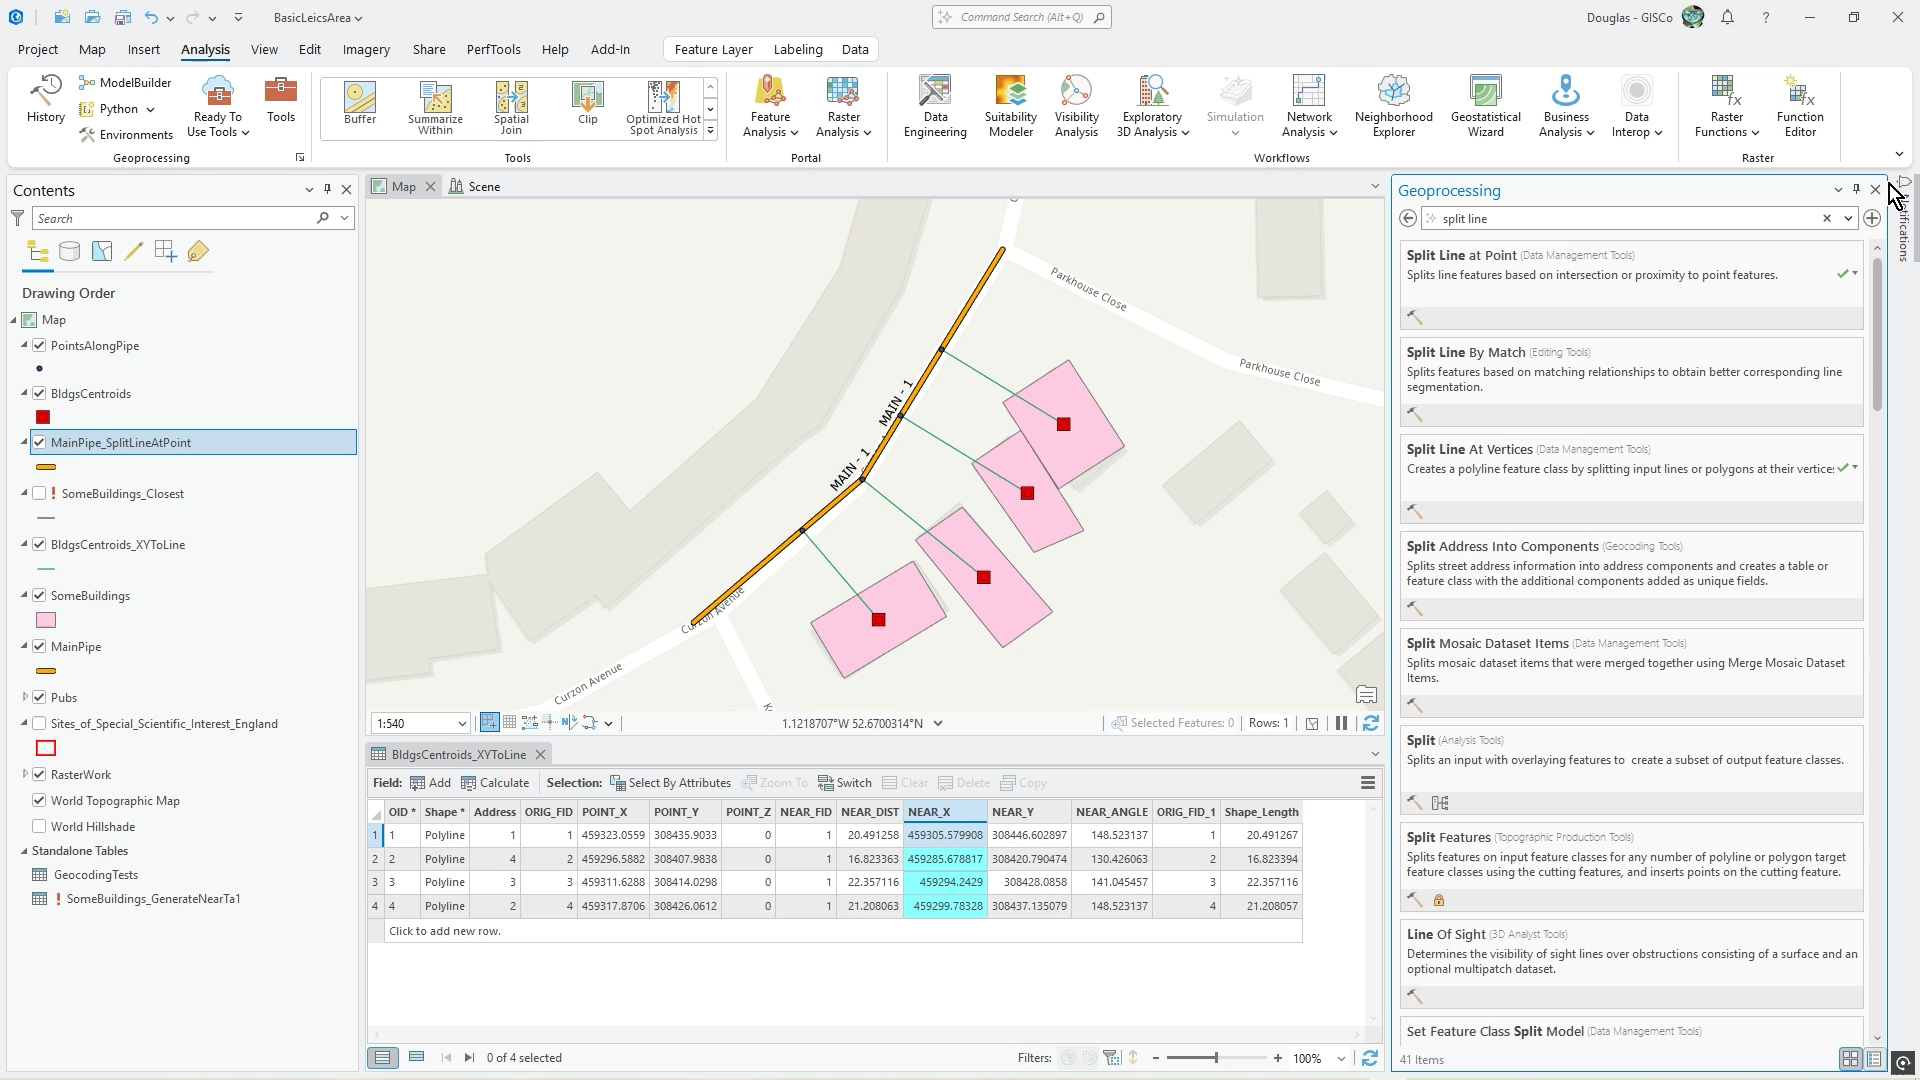 BasicLeicsArea
Command Search (Alt+Q)
Douglas - GISCo
Project Map Insert Analysis View Edit Imagery Share PerfTools Help Add-In Feature Layer Labeling Data
History
ModelBuilder
Python
Environments
Ready To
Use Tools
Tools
Geoprocessing
Buffer
Summarize
Within
Spatial
Join
Clip
Optimized Hot
Spot Analysis
Tools
Feature
Analysis
Raster
Analysis
Portal
Data
Engineering
Suitability
Modeler
Visibility
Analysis
Exploratory
3D Analysis
Simulation
Network
Analysis
Neighborhood
Explorer
Geostatistical
Wizard
Business
Analysis
Data
Interop
Workflows
Raster
Functions
Function
Editor
Raster
Contents
Search
Drawing Order
Map
PointsAlongPipe
BldgsCentroids
MainPipe_SplitLineAtPoint
SomeBuildings_Closest
BldgsCentroids_XYToLine
SomeBuildings
MainPipe
Pubs
Sites_of_Special_Scientific_Interest_England
RasterWork
World Topographic Map
World Hillshade
Standalone Tables
GeocodingTests
SomeBuildings_GenerateNearTa1
Map Scene
Parkhouse Close
Parkhouse Close
MAIN - 1
MAIN - 1
Curzon Avenue
Curzon Avenue
1:540
1.1218707°W 52.6700314°N
Selected Features: 0
Rows: 1
BldgsCentroids_XYToLine
Field: Add Calculate Selection: Select By Attributes Zoom To Switch Clear Delete Copy
OID * Shape * Address ORIG_FID POINT_X POINT_Y POINT_Z NEAR_FID NEAR_DIST NEAR_X NEAR_Y NEAR_ANGLE ORIG_FID_1 Shape_Length
1 1 Polyline 1 1 459323.0559 308435.9033 0 1 20.491258 459305.579908 308446.602897 148.523137 1 20.491267
2 2 Polyline 4 2 459296.5882 308407.9838 0 1 16.823363 459285.678817 308420.790474 130.426063 2 16.823394
3 3 Polyline 3 3 459311.6288 308414.0298 0 1 22.357116 459294.2429 308428.0858 141.045457 3 22.357116
4 4 Polyline 2 4 459317.8706 308426.0612 0 1 21.208063 459299.78328 308437.135079 148.523137 4 21.208057
Click to add new row.
0 of 4 selected
Filters:
100%
Geoprocessing
split line
Split Line at Point (Data Management Tools)
Splits line features based on intersection or proximity to point features.
Split Line By Match (Editing Tools)
Splits features based on matching relationships to obtain better corresponding line
segmentation.
Split Line At Vertices (Data Management Tools)
Creates a polyline feature class by splitting input lines or polygons at their vertices
Split Address Into Components (Geocoding Tools)
Splits street address information into address components and creates a table or
feature class with the additional components added as unique fields.
Split Mosaic Dataset Items (Data Management Tools)
Splits mosaic dataset items that were merged together using Merge Mosaic Dataset
Items.
Split (Analysis Tools)
Splits an input with overlaying features to create a subset of output feature classes.
Split Features (Topographic Production Tools)
Splits features on input feature classes for any number of polyline or polygon target
feature classes using the cutting features, and inserts points on the cutting feature.
Line Of Sight (3D Analyst Tools)
Determines the visibility of sight lines over obstructions consisting of a surface and an
optional multipatch dataset.
Set Feature Class Split Model (Data Management Tools)
41 Items